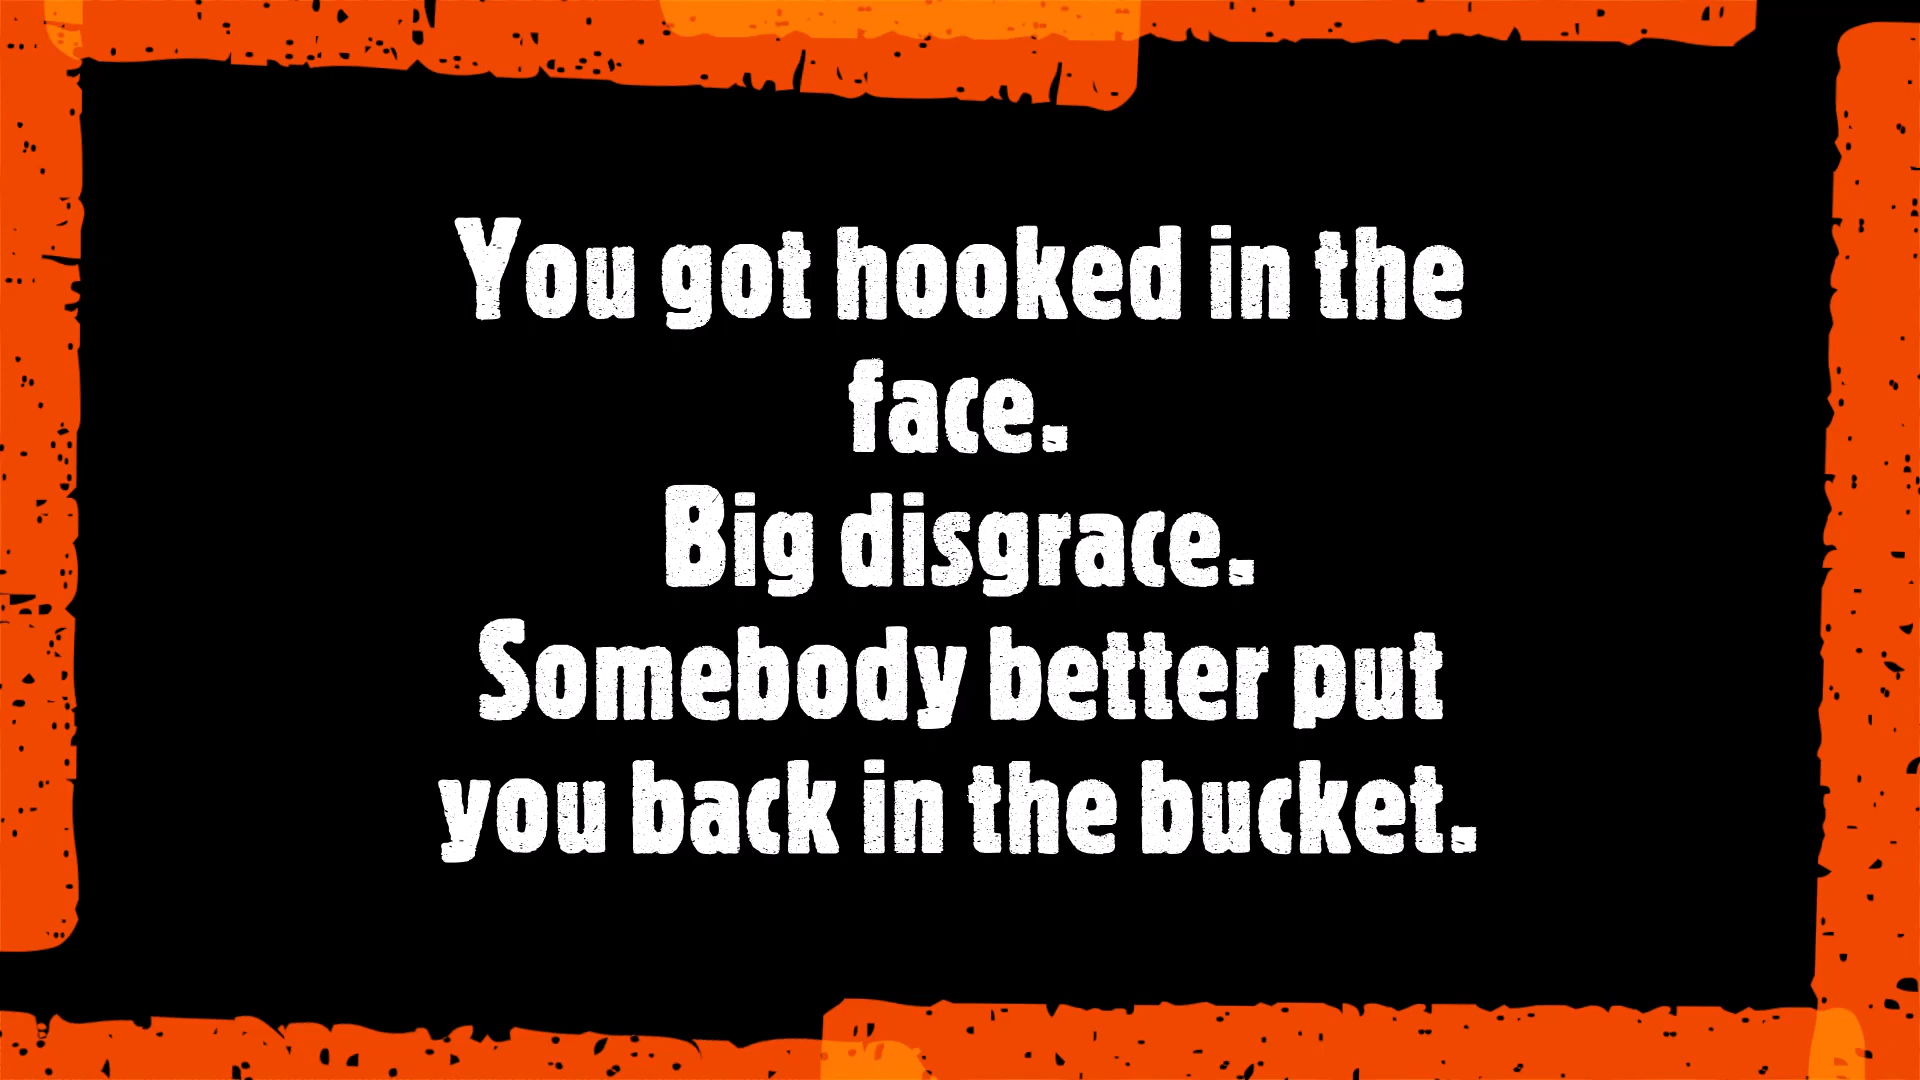 You got hooked in the
face.
Big disgrace.
Somebody better put
you back in the bucket.